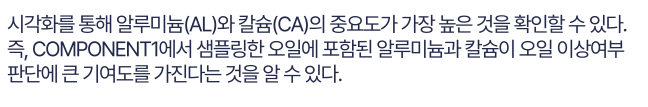 시각화를 통해 알루미늄(AL)와 칼슘(CA)의 중요도가 가장 높은 것을 확인할 수 있다.
즉, COMPONENT1에서 샘플링한 오일에 포함된 알루미늄과 칼슘이 오일 이상여부
판단에 큰 기여도를 가진다는 것을 알 수 있다.